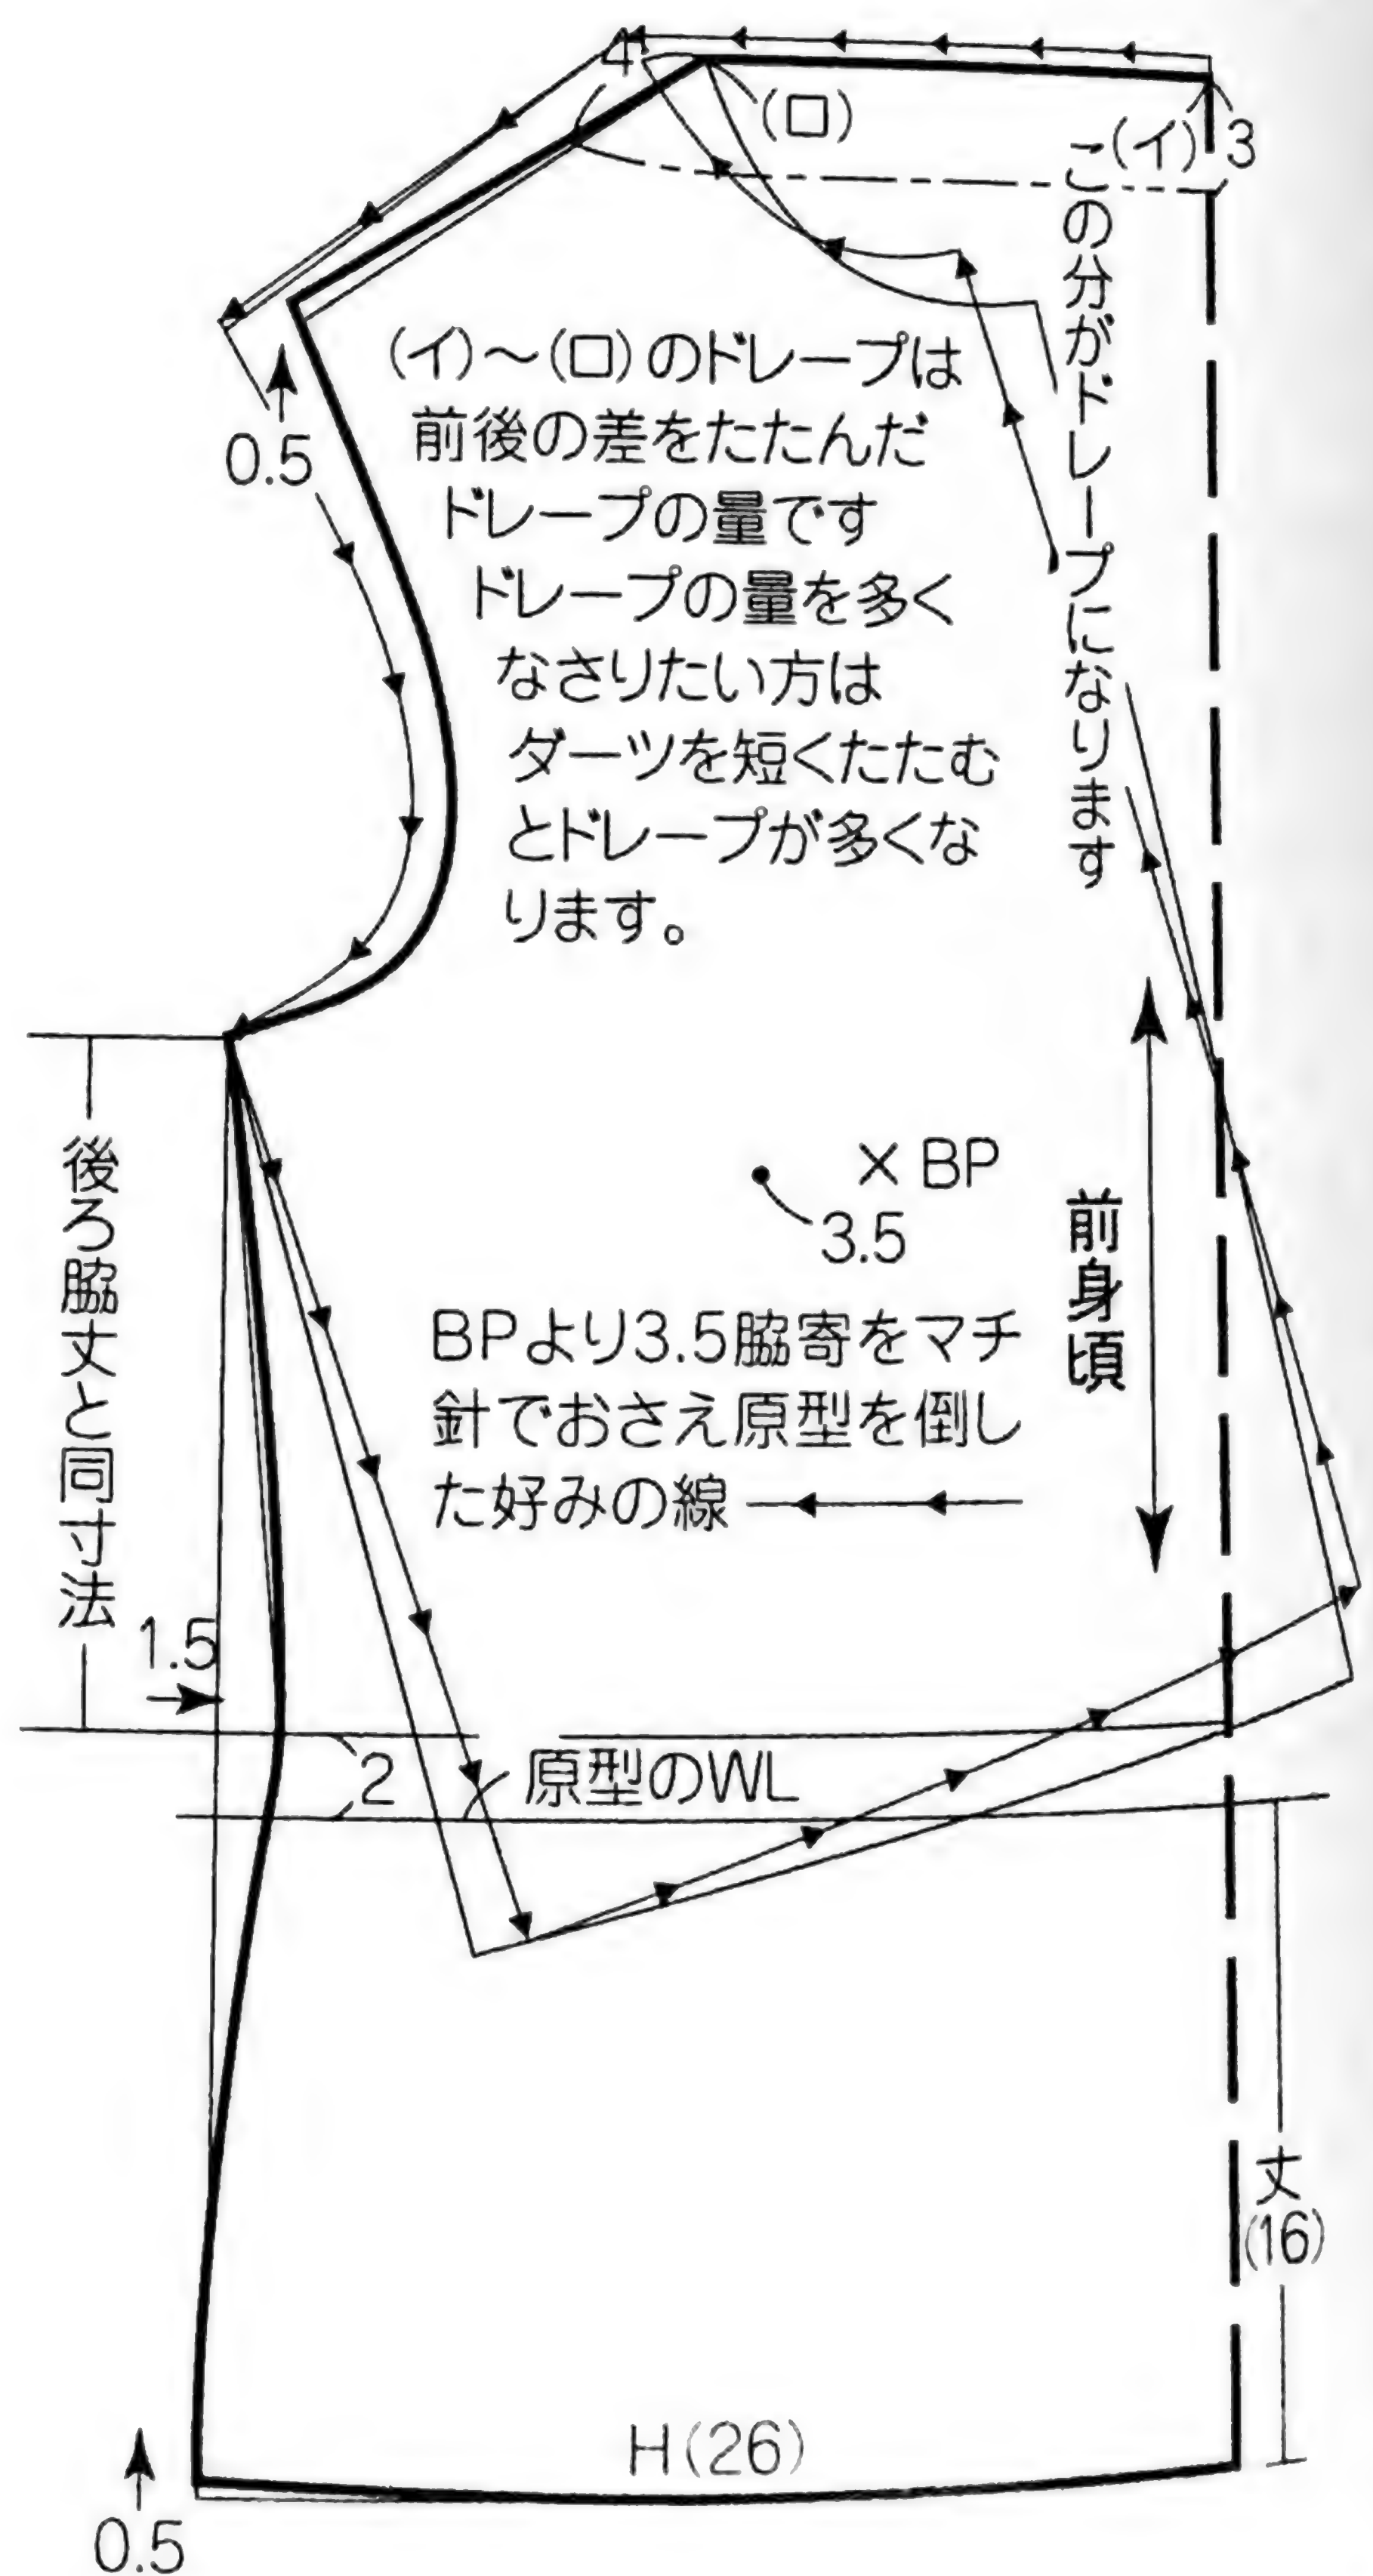 4
(ロ)
(イ)
3
この分がドレープになります
0.5
(イ)～(ロ)のドレープは
前後の差をたたんだ
ドレープの量です
ドレープの量を多く
なさりたい方は
ダーツを短くたたむ
とドレープが多くな
ります。
後ろ脇丈と同寸法
× BP
3.5
前身頃
BPより3.5脇寄をマチ
針でおさえ原型を倒し
た好みの線
1.5
2
原型のWL
丈
(16)
H(26)
0.5